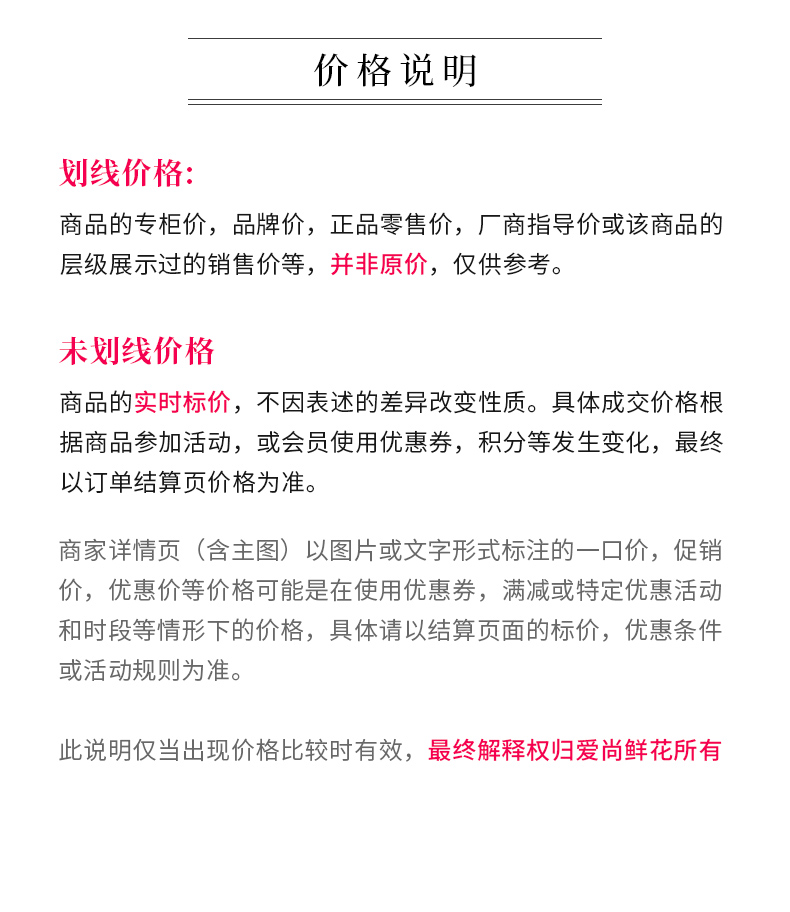 价格说明
划线价格:
商品的专柜价，品牌价，正品零售价，厂商指导价或该商品的
层级展示过的销售价等，并非原价，仅供参考。
未划线价格
商品的实时标价，不因表述的差异改变性质。具体成交价格根
据商品参加活动，或会员使用优惠券，积分等发生变化，最终
以订单结算页价格为准。
商家详情页（含主图）以图片或文字形式标注的一口价，促销
价，优惠价等价格可能是在使用优惠券，满减或特定优惠活动
和时段等情形下的价格，具体请以结算页面的标价，优惠条件
或活动规则为准。
此说明仅当出现价格比较时有效，最终解释权归爱尚鲜花所有